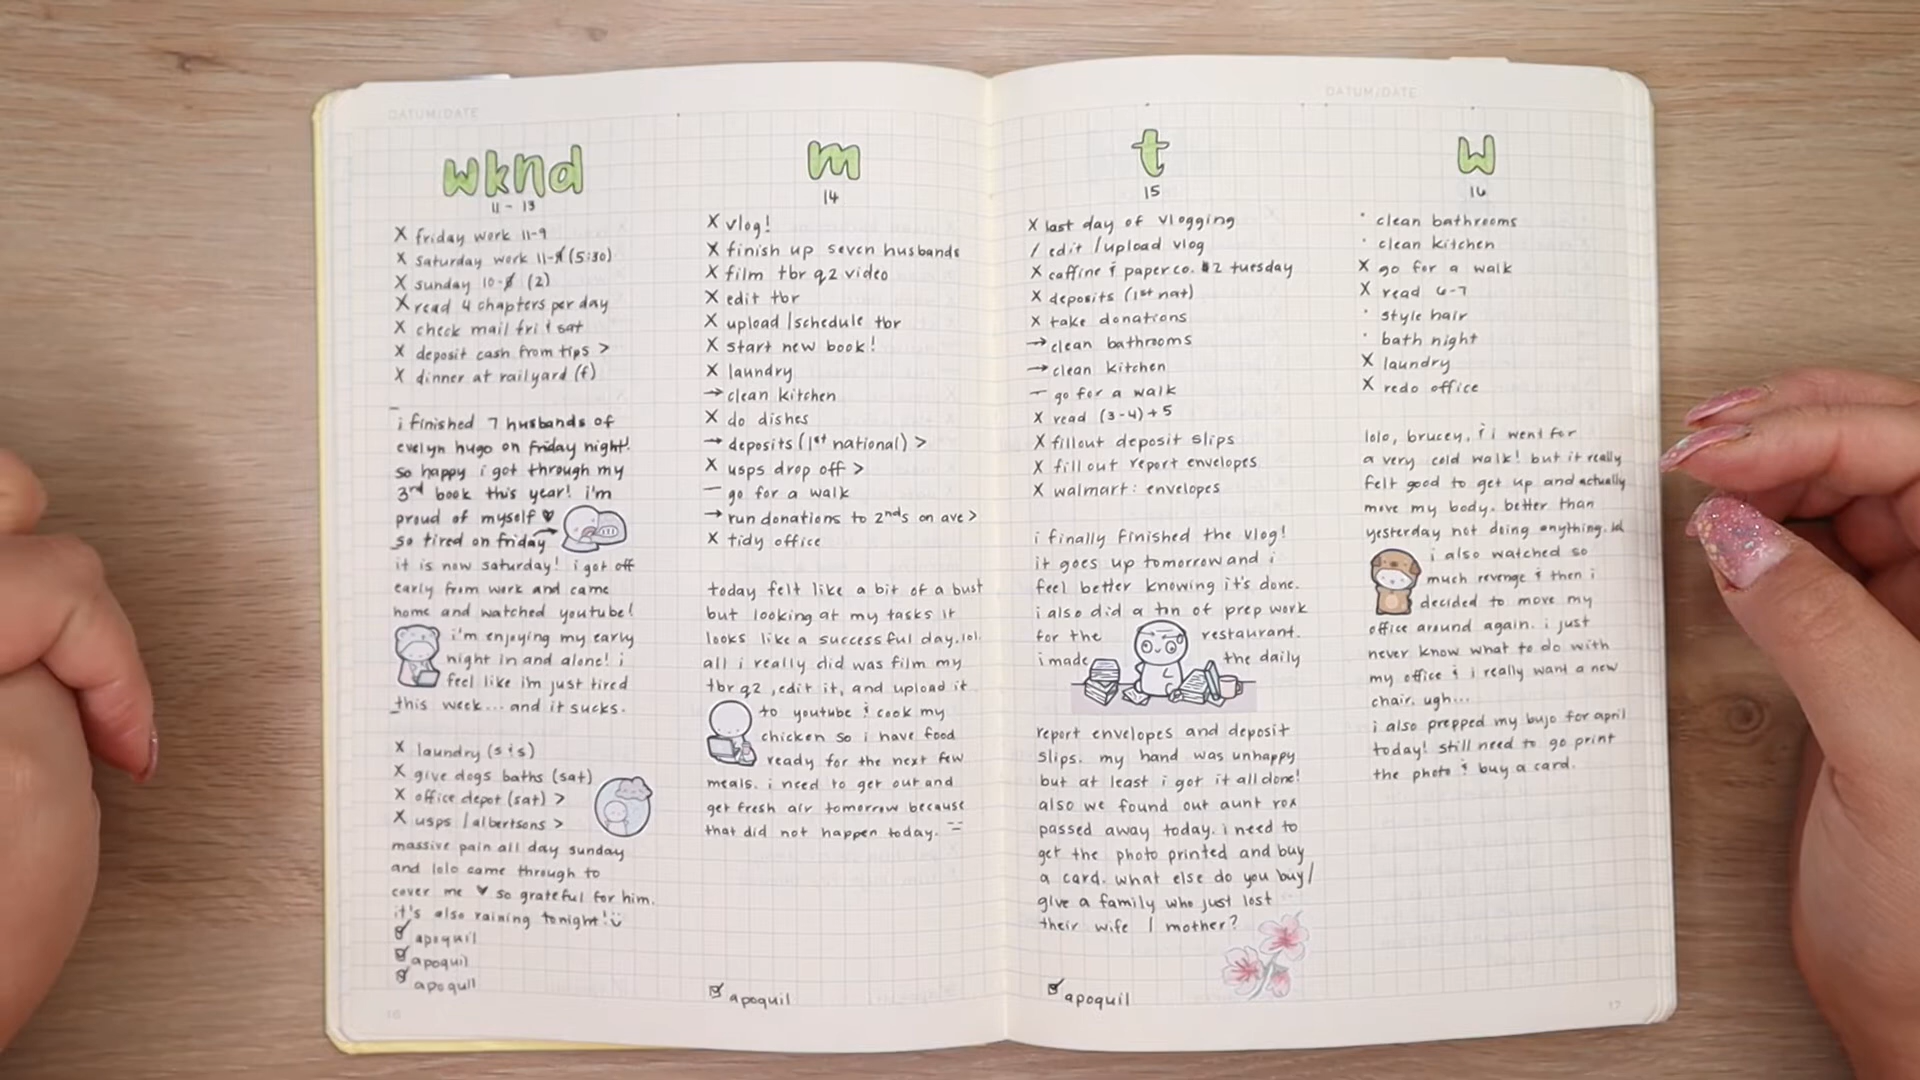 DATUM/DATE
wknd
11 - 13
X friday work 11-9
X saturday work 11- (5:30)
X sunday 10- (2)
X read 4 chapters per day
X check mail fri & sat
X deposit cash from tips >
X dinner at railyard (f)
i finished 7 husbands of
evelyn hugo on friday night!
so happy i got through my
3rd book this year! i'm
proud of myself ♥
so tired on friday →
it is now saturday! i got off
early from work and came
home and watched youtube!
i'm enjoying my early
night in and alone! i
feel like i'm just tired
this week... and it sucks.
X laundry (s & s)
X give dogs baths (sat)
X office depot (sat) >
X usps / albertsons >
massive pain all day sunday
and lolo came through to
cover me ♥ so grateful for him.
it's also raining tonight! ü
☑ apoquil
☑ apoquil
☑ apoquil
16
m
14
X vlog!
X finish up seven husbands
X film tbr q2 video
X edit tbr
X upload / schedule tbr
X start new book!
X laundry
→ clean kitchen
X do dishes
→ deposits (1st national) >
X usps drop off >
— go for a walk
→ run donations to 2nds on ave >
X tidy office
today felt like a bit of a bust
but looking at my tasks it
looks like a successful day. lol.
all i really did was film my
tbr q2, edit it, and upload it
to youtube & cook my
chicken so i have food
ready for the next few
meals. i need to get out and
get fresh air tomorrow because
that did not happen today.
☑ apoquil
DATUM/DATE
t
15
X last day of vlogging
/ edit / upload vlog
X caffine & paper co. 2 tuesday
X deposits (1st nat)
X take donations
→ clean bathrooms
→ clean kitchen
— go for a walk
X read (3-4) + 5
X fillout deposit slips
X fill out report envelopes
X walmart: envelopes
i finally finished the vlog!
it goes up tomorrow and i
feel better knowing it's done.
i also did a ton of prep work
for the restaurant.
i made the daily
report envelopes and deposit
slips. my hand was unhappy
but at least i got it all done!
also we found out aunt rox
passed away today. i need to
get the photo printed and buy
a card. what else do you buy/
give a family who just lost
their wife / mother?
☑ apoquil
w
16
· clean bathrooms
· clean kitchen
X go for a walk
X read 6-7
· style hair
· bath night
X laundry
X redo office
lolo, brucey, & i went for
a very cold walk! but it really
felt good to get up and actually
move my body. better than
yesterday not doing anything. lol
i also watched so
much revenge & then i
decided to move my
office around again. i just
never know what to do with
my office & i really want a new
chair. ugh...
i also prepped my bujo for april
today! still need to go print
the photo & buy a card.
17